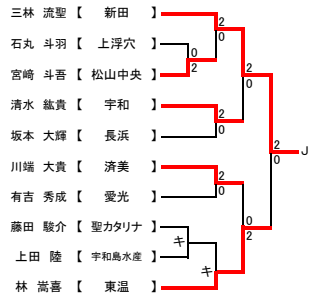 三林 流聖 【 新田 】
石丸 斗羽 【 上浮穴 】
宮﨑 斗吾 【 松山中央 】
清水 紘貴 【 宇和 】
坂本 大輝 【 長浜 】
川端 大貴 【 済美 】
有吉 秀成 【 愛光 】
藤田 駿介 【 聖カタリナ 】
上田 陸 【 宇和島水産 】
林 嵩喜 【 東温 】
2
0
0
2
2
0
2
0
2
0
2
0
0
2
キ
キ
J